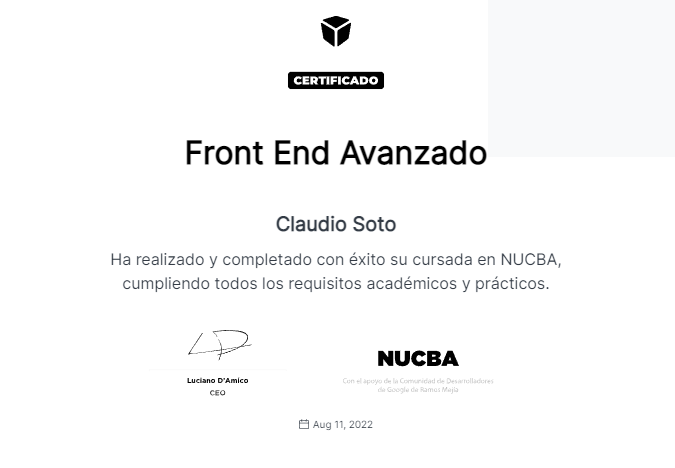 CERTIFICADO
Front End Avanzado
Claudio Soto
Ha realizado y completado con éxito su cursada en NUCBA,
cumpliendo todos los requisitos académicos y prácticos.
Luciano D'Amico
CEO
NUCBA
Con el apoyo de la Comunidad de Desarrolladores
de Google de Ramos Mejía
Aug 11, 2022